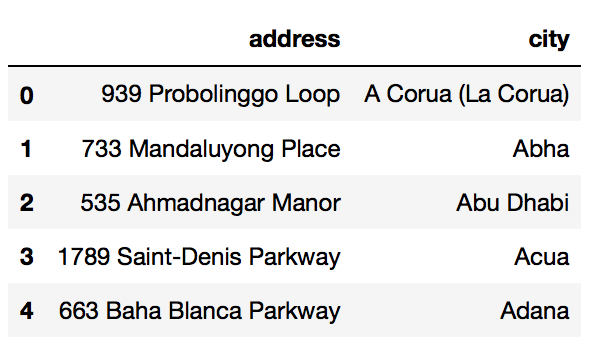 address city
0 939 Probolinggo Loop A Corua (La Corua)
1 733 Mandaluyong Place Abha
2 535 Ahmadnagar Manor Abu Dhabi
3 1789 Saint-Denis Parkway Acua
4 663 Baha Blanca Parkway Adana